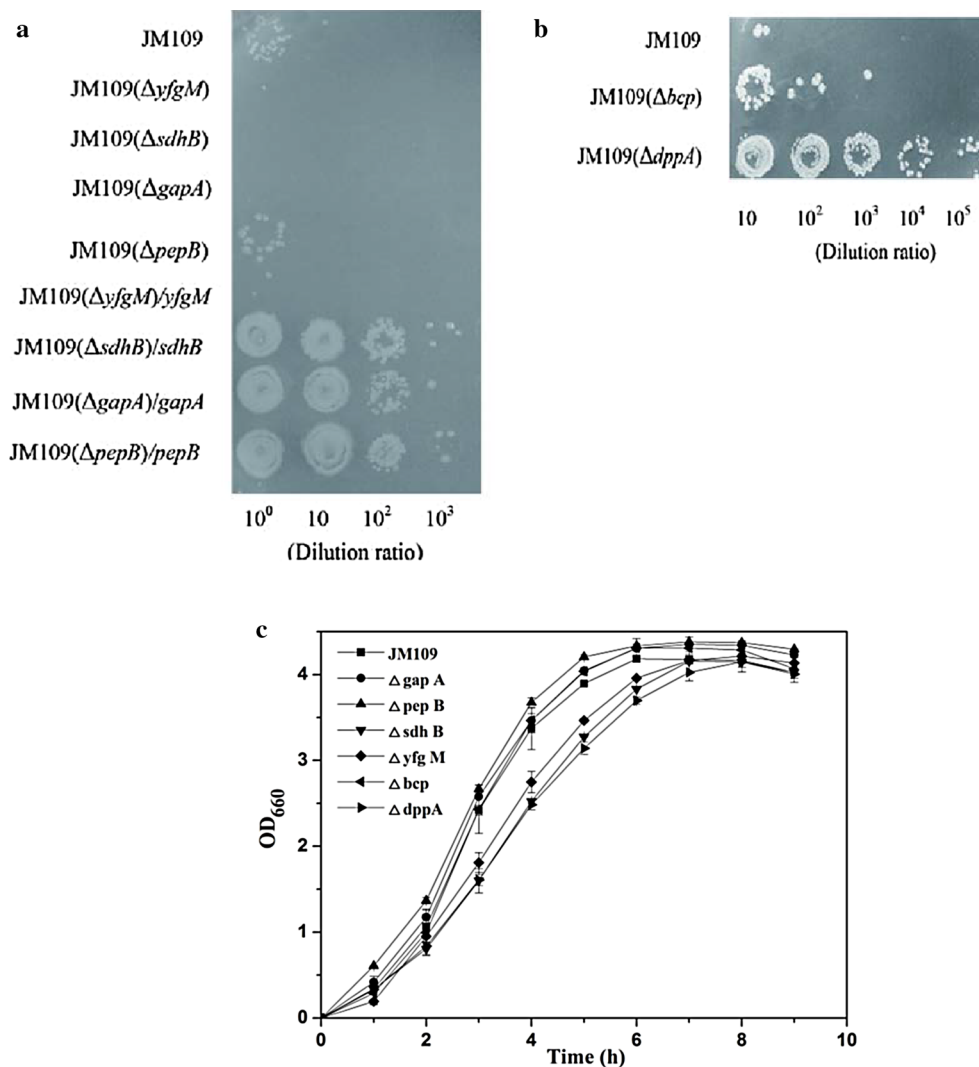 a
JM109
JM109(ΔyfgM)
JM109(ΔsdhB)
JM109(ΔgapA)
JM109(ΔpepB)
JM109(ΔyfgM)/yfgM
JM109(ΔsdhB)/sdhB
JM109(ΔgapA)/gapA
JM109(ΔpepB)/pepB
10⁰ 10 10² 10³
(Dilution ratio)
b
JM109
JM109(Δbcp)
JM109(ΔdppA)
10 10² 10³ 10⁴ 10⁵
(Dilution ratio)
c
JM109
Δ gap A
Δ pep B
Δ sdh B
Δ yfg M
Δ bcp
Δ dppA
OD₆₆₀
4
3
2
1
0
0 2 4 6 8 10
Time (h)